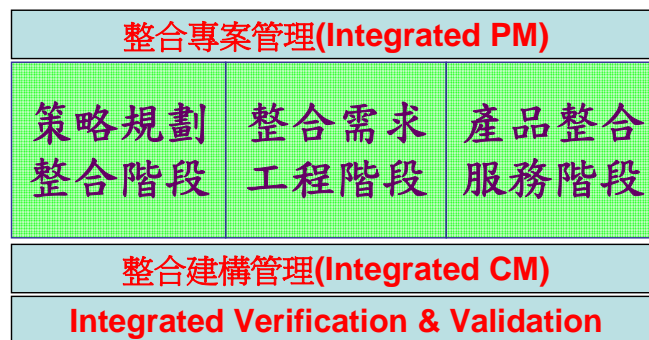 整合專案管理(Integrated PM)
策略規劃
整合階段
整合需求
工程階段
產品整合
服務階段
整合建構管理(Integrated CM)
Integrated Verification & Validation